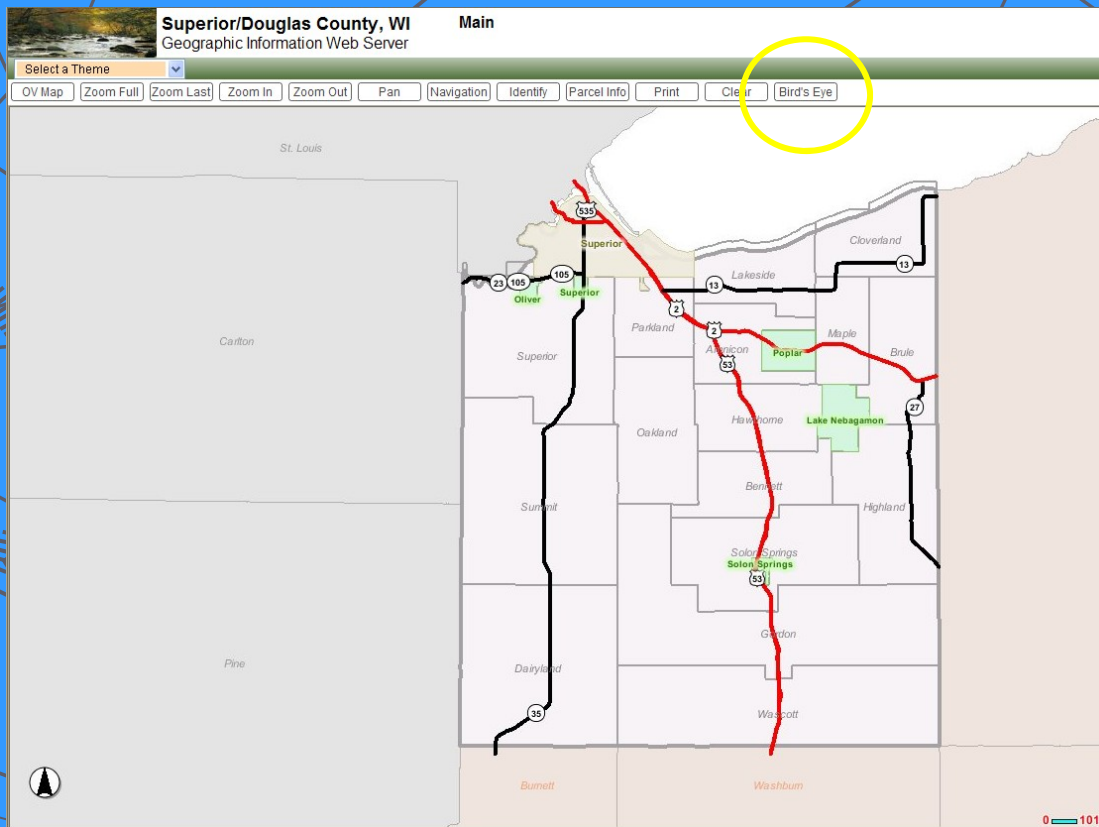 Superior/Douglas County, WI
Main
Geographic Information Web Server
Select a Theme
OV Map
Zoom Full
Zoom Last
Zoom In
Zoom Out
Pan
Navigation
Identify
Parcel Info
Print
Clear
Bird's Eye
St. Louis
535
Superior
Cloverland
13
Lakeside
105
23
105
13
Oliver
Superior
2
Parkland
2
Maple
Carlton
Superior
Amnicon
Poplar
Brule
53
27
Hawthorne
Lake Nebagamon
Oakland
Bennett
Summit
Highland
Solon Springs
Solon Springs
53
Gordon
Pine
Dairyland
35
Wascott
Burnett
Washburn
0
101